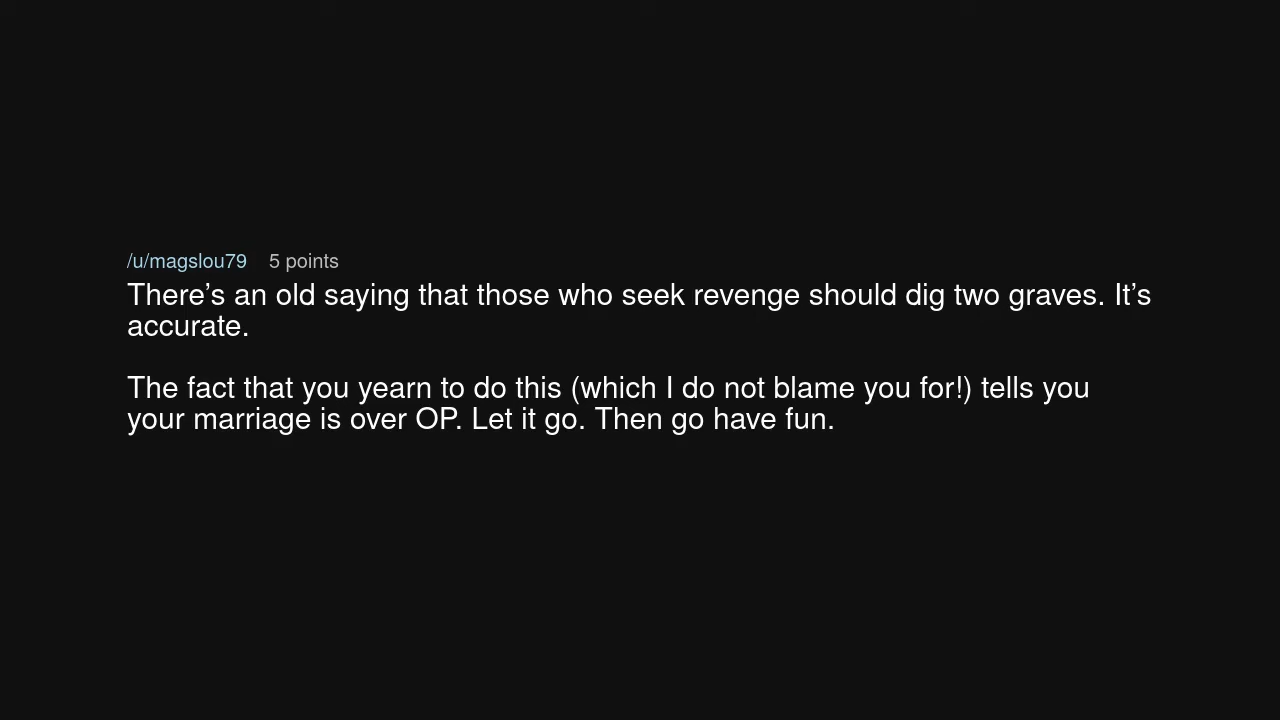 /u/magslou79 5 points
There’s an old saying that those who seek revenge should dig two graves. It’s
accurate.
The fact that you yearn to do this (which I do not blame you for!) tells you
your marriage is over OP. Let it go. Then go have fun.